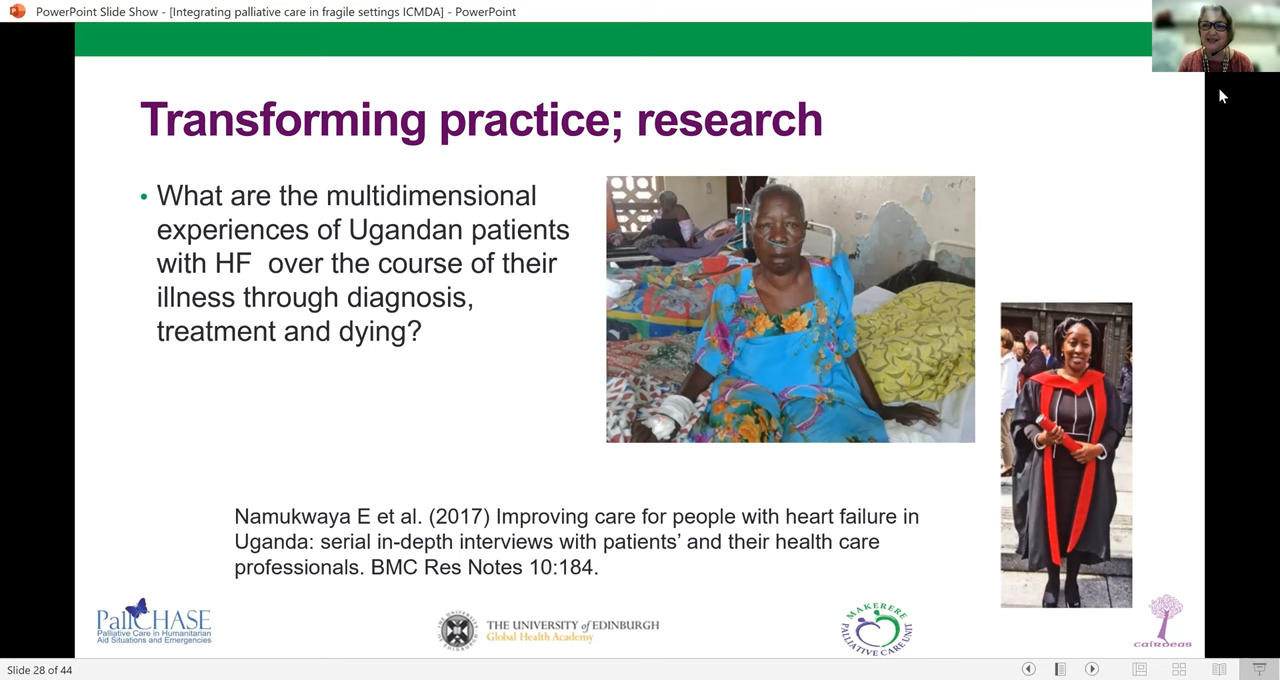 PowerPoint Slide Show - [Integrating palliative care in fragile settings ICMDA] - PowerPoint
Transforming practice; research
• What are the multidimensional
experiences of Ugandan patients
with HF over the course of their
illness through diagnosis,
treatment and dying?
Namukwaya E et al. (2017) Improving care for people with heart failure in
Uganda: serial in-depth interviews with patients’ and their health care
professionals. BMC Res Notes 10:184.
PallCHASE
Palliative Care in Humanitarian
Aid Situations and Emergencies
THE UNIVERSITY of EDINBURGH
Global Health Academy
MAKERERE
PALLIATIVE CARE UNIT
cairdeas
Slide 28 of 44